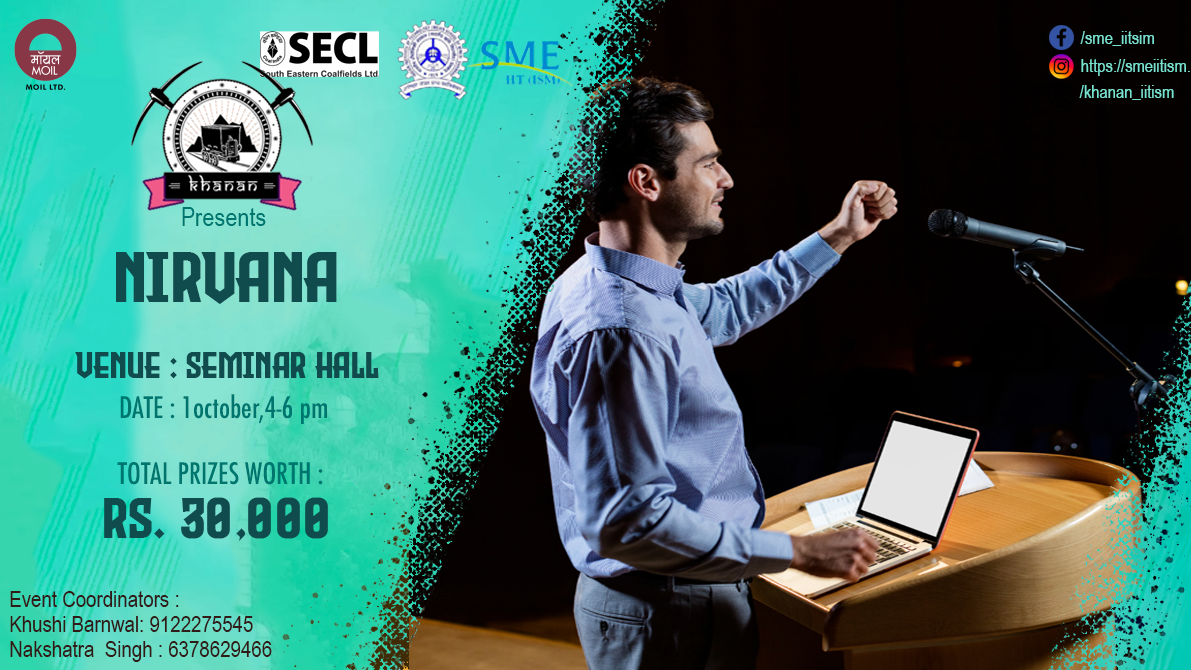 मॉयल
MOIL
MOIL LTD.
SECL
South Eastern Coalfields Ltd
SME
IIT (ISM)
/sme_iitsim
https://smeiitism.
/khanan_iitism
khanan
Presents
NIRVANA
VENUE : SEMINAR HALL
DATE : 1october,4-6 pm
TOTAL PRIZES WORTH :
RS. 30,000
Event Coordinators :
Khushi Barnwal: 9122275545
Nakshatra Singh : 6378629466